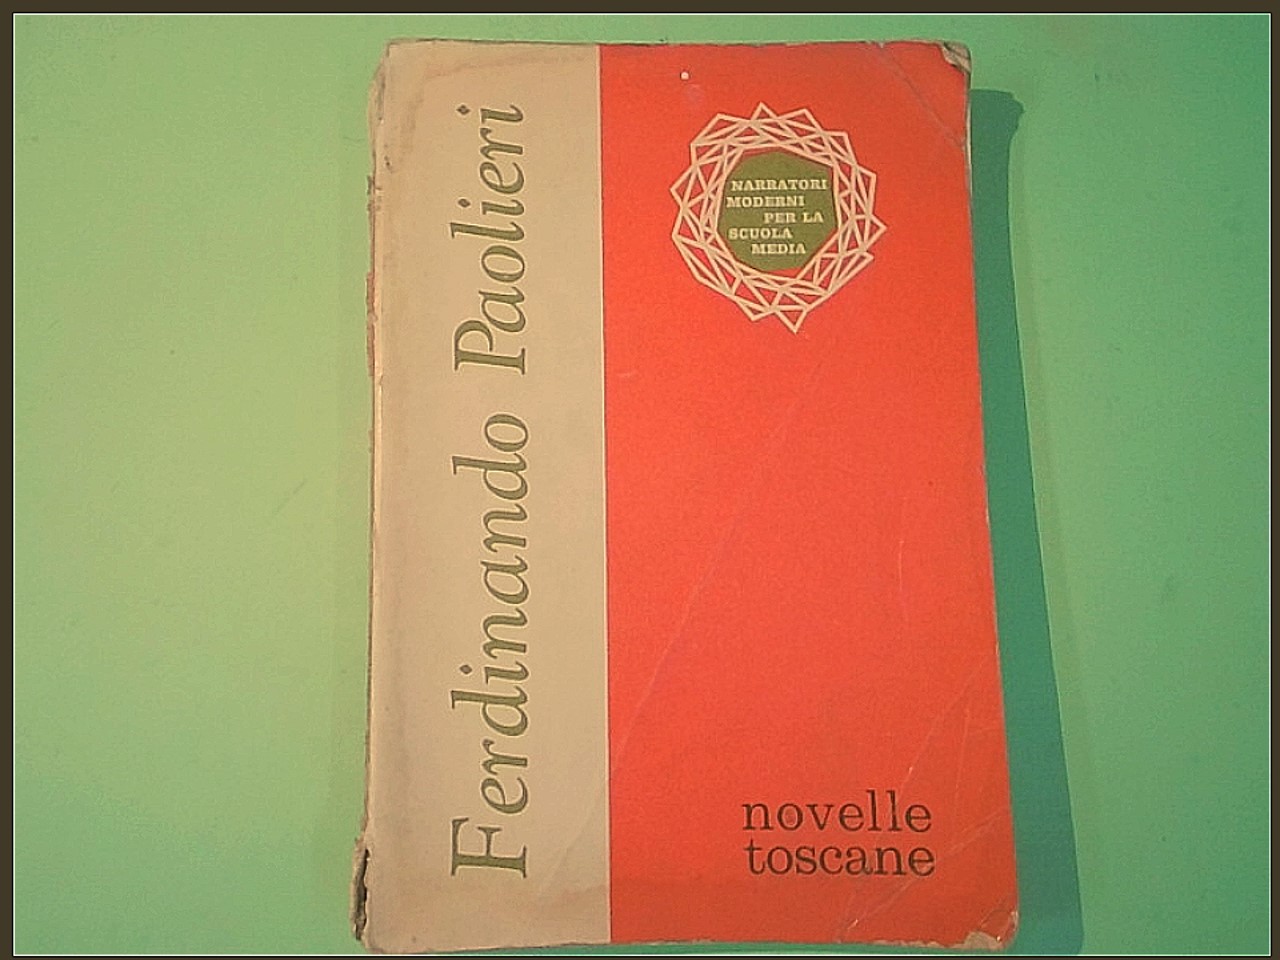 Ferdinando Paolieri
NARRATORI
MODERNI
PER LA
SCUOLA
MEDIA
novelle
toscane